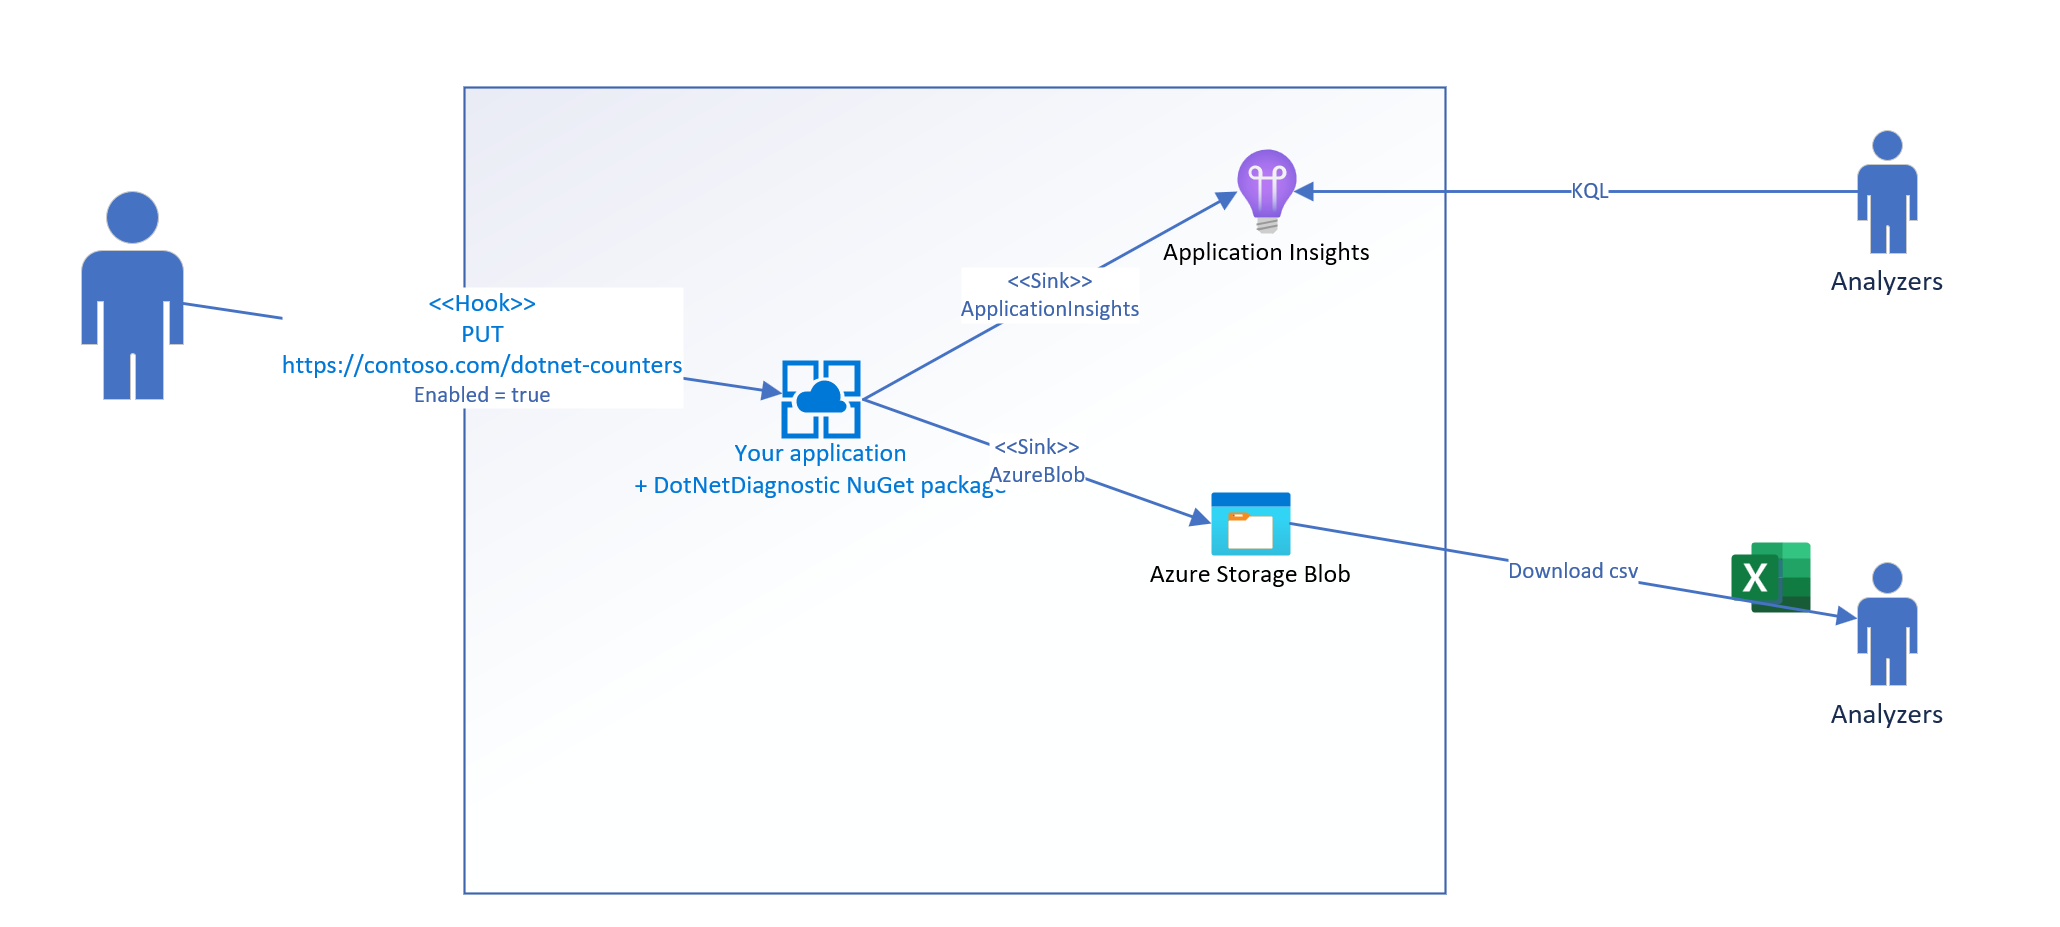 <<Hook>>
PUT
https://contoso.com/dotnet-counters
Enabled = true
Your application
+ DotNetDiagnostic NuGet package
<<Sink>>
ApplicationInsights
<<Sink>>
AzureBlob
Application Insights
Azure Storage Blob
KQL
Analyzers
Download csv
X
Analyzers